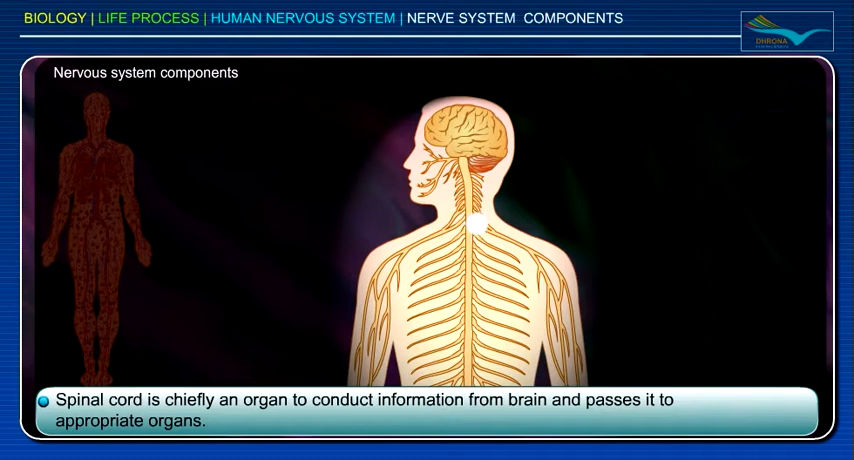 BIOLOGY | LIFE PROCESS | HUMAN NERVOUS SYSTEM | NERVE SYSTEM COMPONENTS
DHRONA
Nervous system components
Spinal cord is chiefly an organ to conduct information from brain and passes it to
appropriate organs.